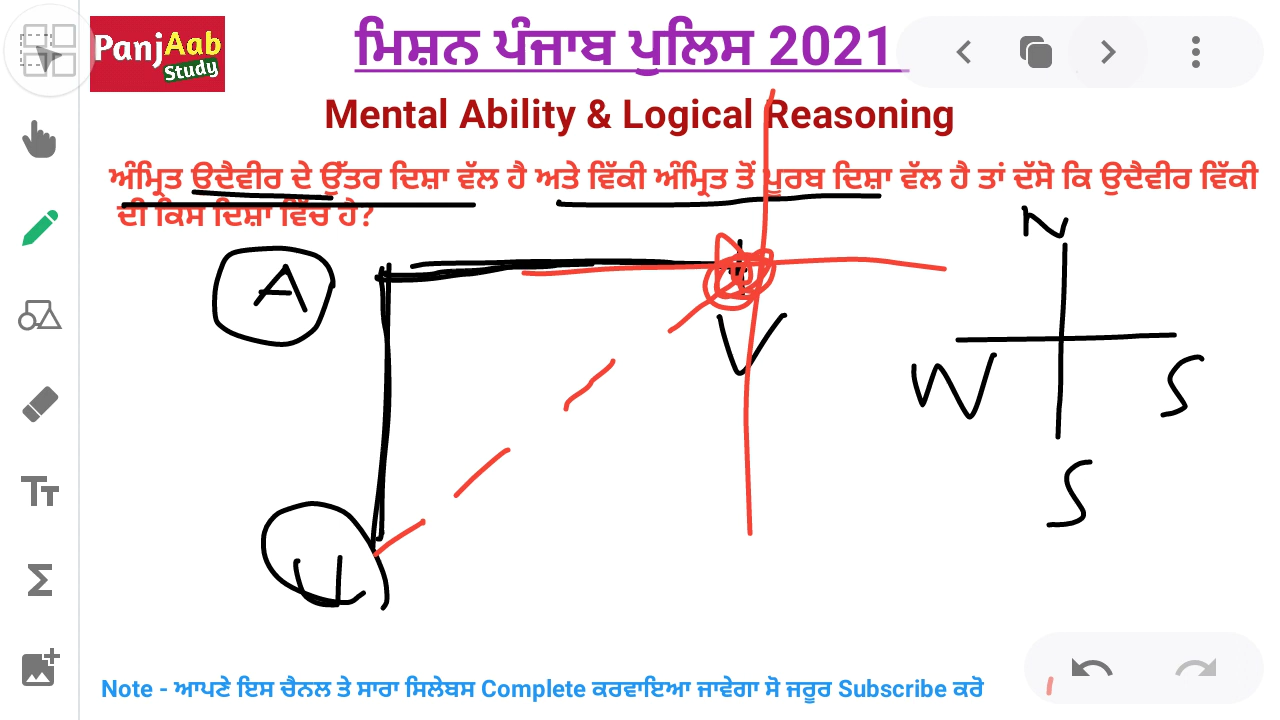 PanjAab
Study
ਮਿਸ਼ਨ ਪੰਜਾਬ ਪੁਲਿਸ 2021
Mental Ability & Logical Reasoning
ਅੰਮ੍ਰਿਤ ਉਦੈਵੀਰ ਦੇ ਉੱਤਰ ਦਿਸ਼ਾ ਵੱਲ ਹੈ ਅਤੇ ਵਿੱਕੀ ਅੰਮ੍ਰਿਤ ਤੋਂ ਪੂਰਬ ਦਿਸ਼ਾ ਵੱਲ ਹੈ ਤਾਂ ਦੱਸੋ ਕਿ ਉਦੈਵੀਰ ਵਿੱਕੀ
ਦੀ ਕਿਸ ਦਿਸ਼ਾ ਵਿੱਚ ਹੈ?
N
A
V
W
S
S
U
Tт
Σ
Note - ਆਪਣੇ ਇਸ ਚੈਨਲ ਤੇ ਸਾਰਾ ਸਿਲੇਬਸ Complete ਕਰਵਾਇਆ ਜਾਵੇਗਾ ਸੋ ਜਰੂਰ Subscribe ਕਰੋ